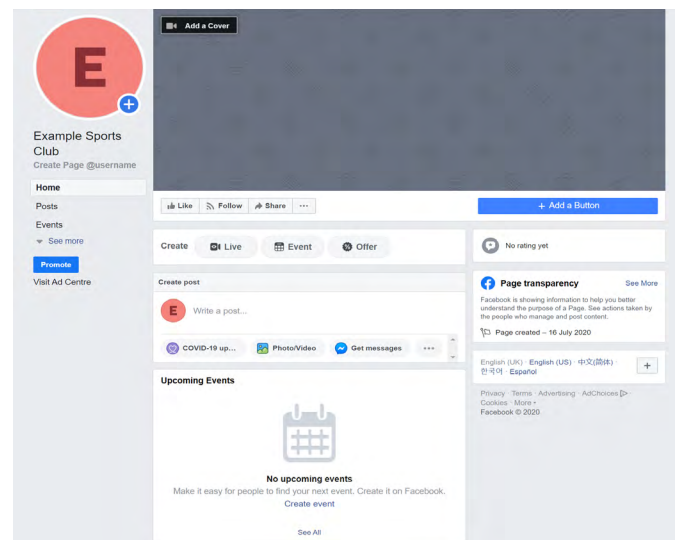 Add a Cover
E
Example Sports
Club
Create Page @username
Home
Posts
Events
See more
Promote
Visit Ad Centre
Like
Follow
Share
+ Add a Button
Create
Live
Event
Offer
Create post
E
Write a post...
COVID-19 up...
Photo/Video
Get messages
Upcoming Events
No upcoming events
Make it easy for people to find your next event. Create it on Facebook.
Create event
See All
No rating yet
Page transparency
See More
Facebook is showing information to help you better
understand the purpose of a Page. See actions taken by
the people who manage and post content.
Page created – 16 July 2020
English (UK) · English (US) · 中文(简体) ·
한국어 · Español
Privacy · Terms · Advertising · AdChoices ·
Cookies · More
Facebook © 2020